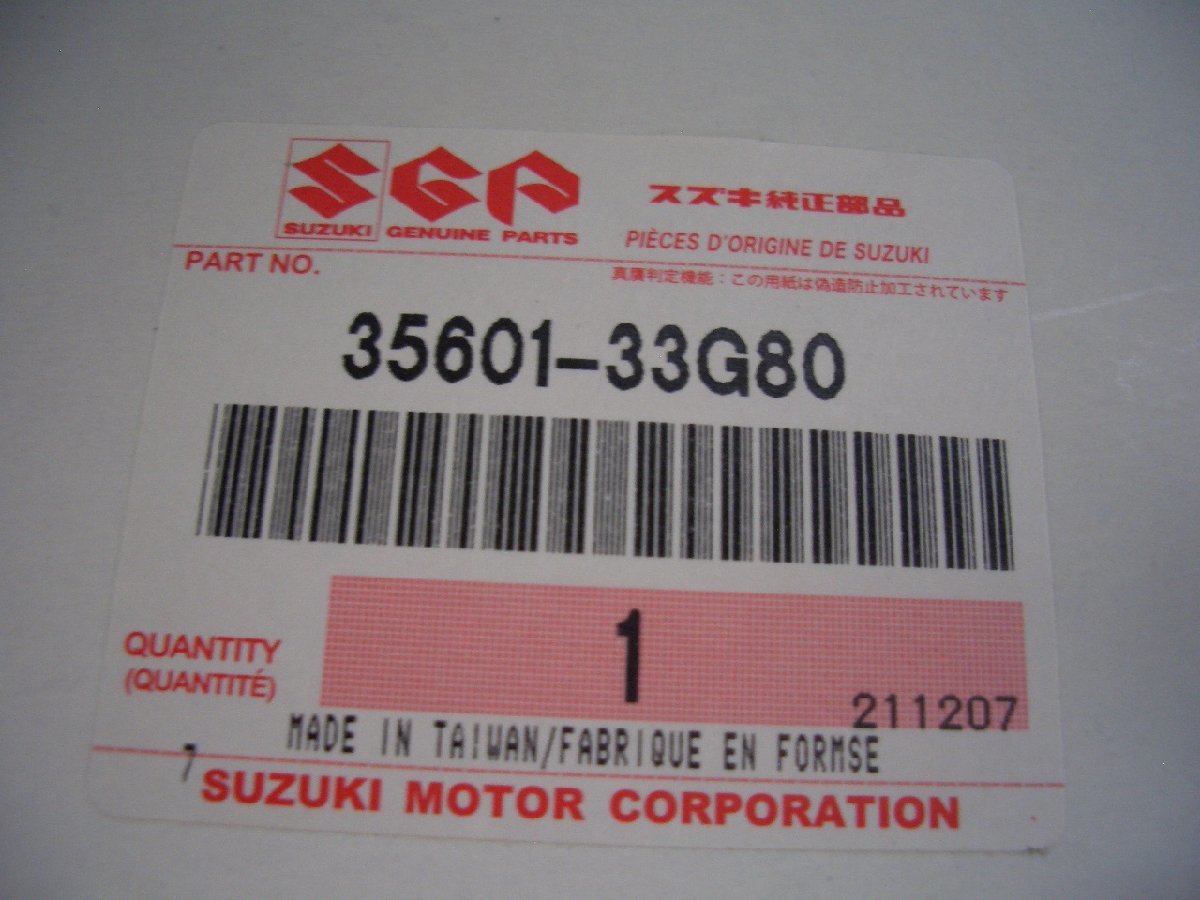 SGP
SUZUKI GENUINE PARTS
スズキ純正部品
PIÈCES D'ORIGINE DE SUZUKI
PART NO.
真贋判定機能：この用紙は偽造防止加工されています
35601-33G80
QUANTITY
(QUANTITÉ)
1
211207
MADE IN TAIWAN/FABRIQUE EN FORMSE
7
SUZUKI MOTOR CORPORATION